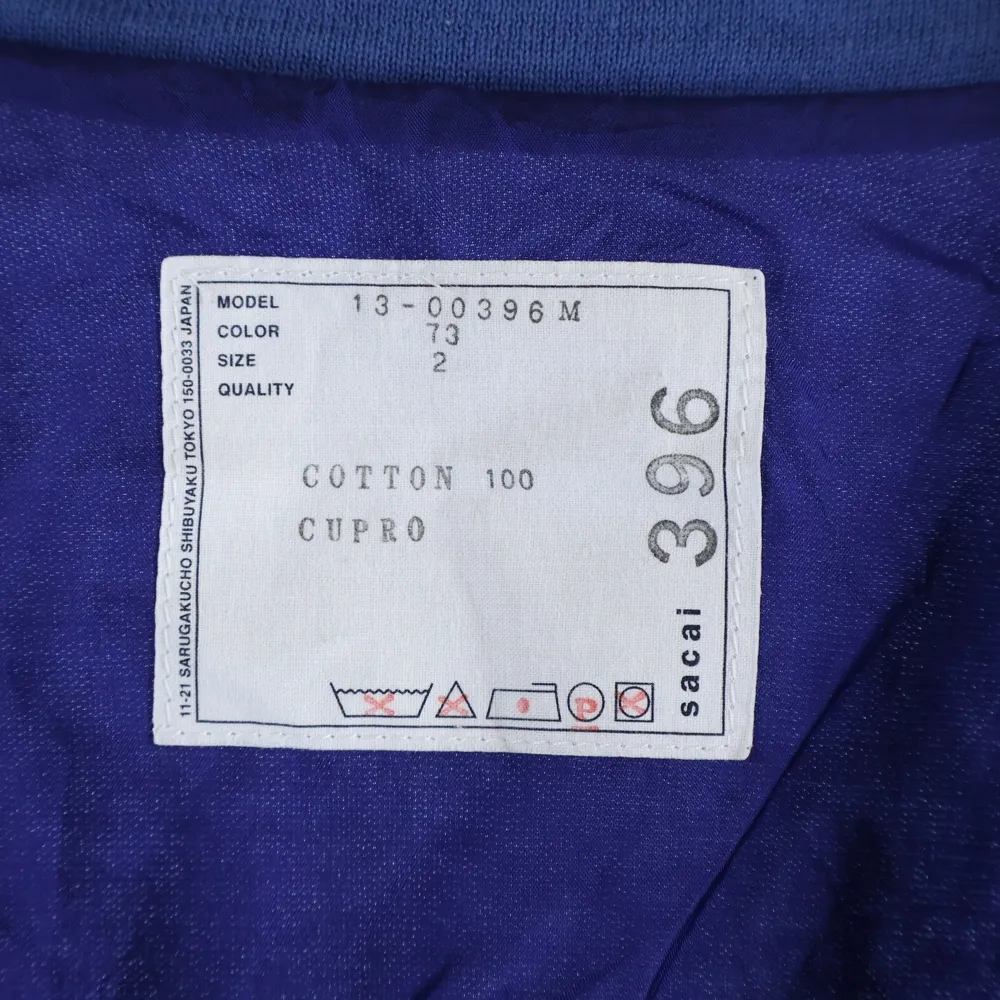 MODEL 13-00396 M
COLOR 73
SIZE 2
QUALITY
COTTON 100
CUPRO
P
396
sacai
11-21 SARUGAKUCHO SHIBUYAKU TOKYO 150-0033 JAPAN